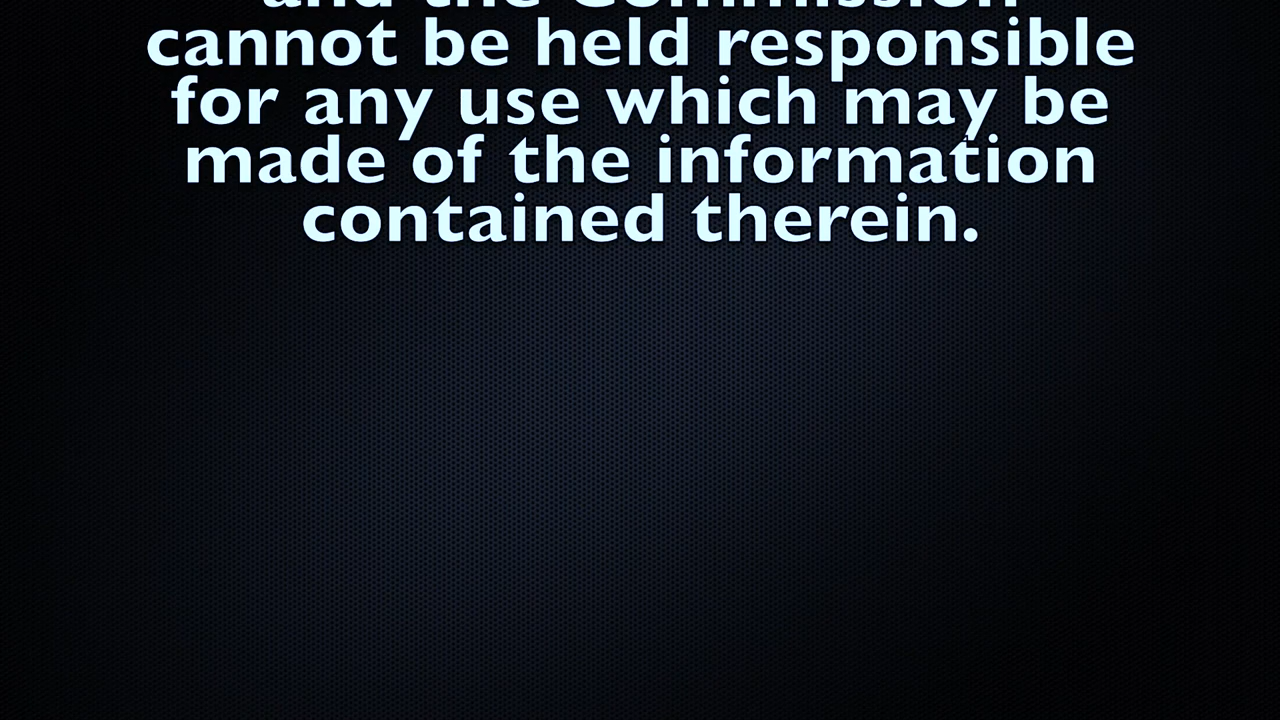 and the Commission
cannot be held responsible
for any use which may be
made of the information
contained therein.